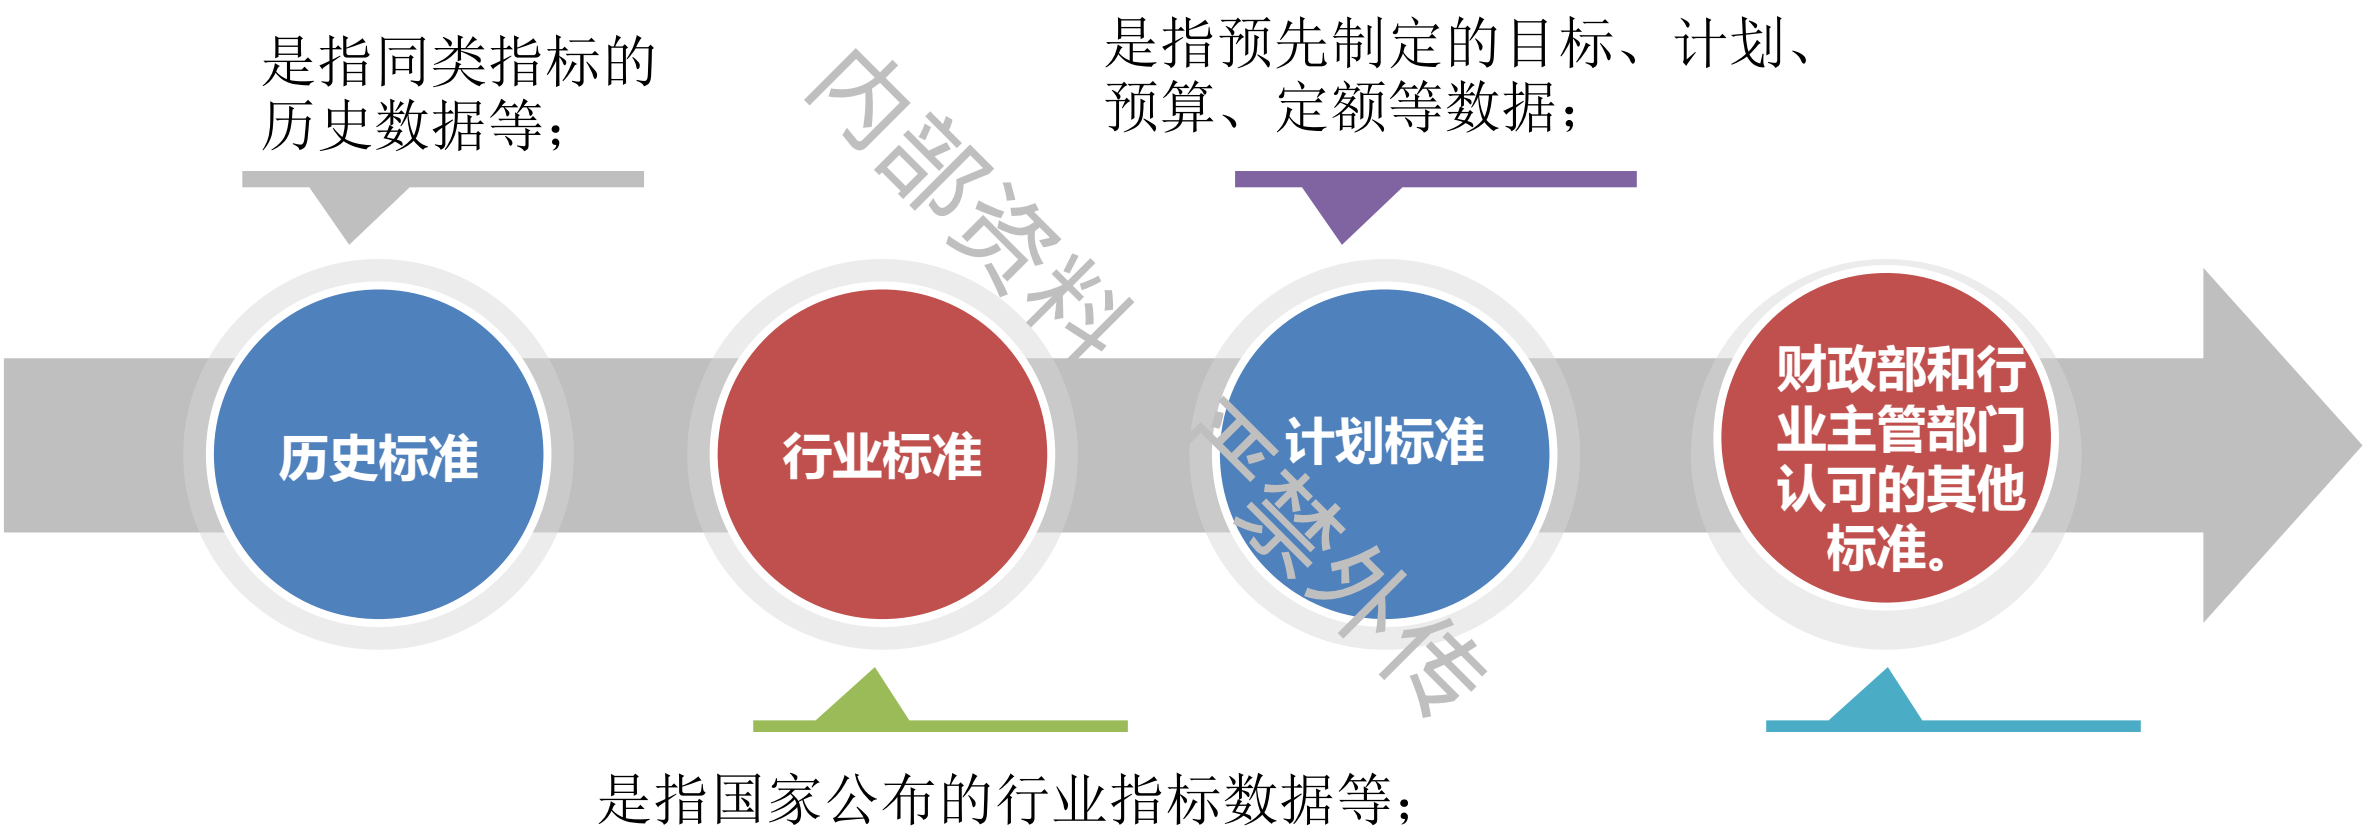 是指同类指标的
历史数据等；
是指预先制定的目标、计划、
预算、定额等数据；
内部资料
严禁外传
历史标准
行业标准
计划标准
财政部和行
业主管部门
认可的其他
标准。
是指国家公布的行业指标数据等；